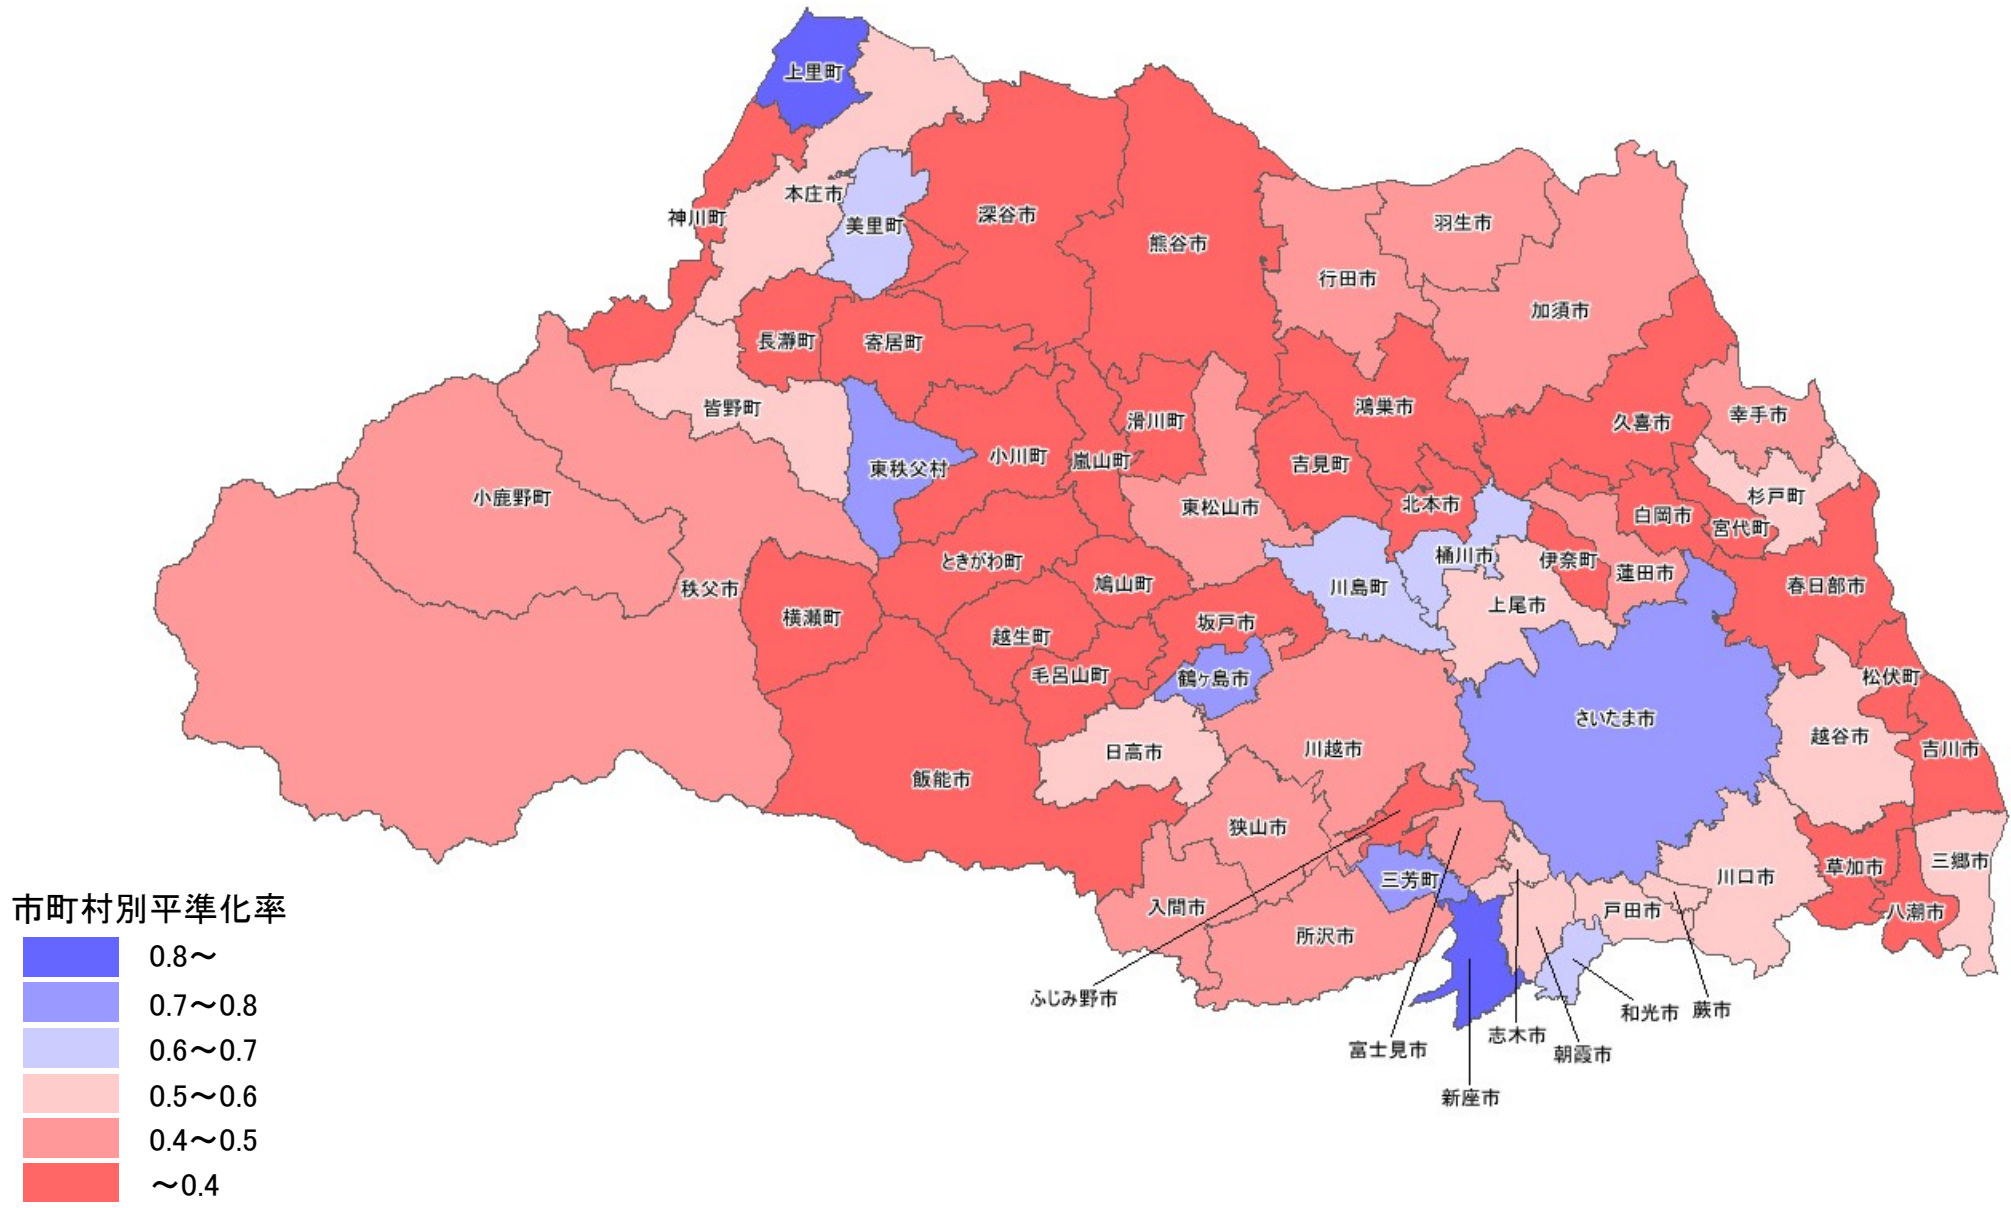 上里町
本庄市
神川町
美里町
深谷市
熊谷市
羽生市
行田市
加須市
長瀞町
寄居町
皆野町
滑川町
鴻巣市
久喜市
幸手市
東秩父村
小川町
嵐山町
吉見町
小鹿野町
東松山市
北本市
杉戸町
白岡市
宮代町
ときがわ町
鳩山町
川島町
桶川市
伊奈町
蓮田市
春日部市
秩父市
横瀬町
越生町
坂戸市
上尾市
毛呂山町
鶴ヶ島市
松伏町
さいたま市
日高市
川越市
越谷市
吉川市
飯能市
狭山市
三芳町
川口市
草加市
三郷市
入間市
所沢市
戸田市
八潮市
ふじみ野市
富士見市
新座市
志木市
朝霞市
和光市
蕨市
市町村別平準化率
0.8～
0.7～0.8
0.6～0.7
0.5～0.6
0.4～0.5
～0.4